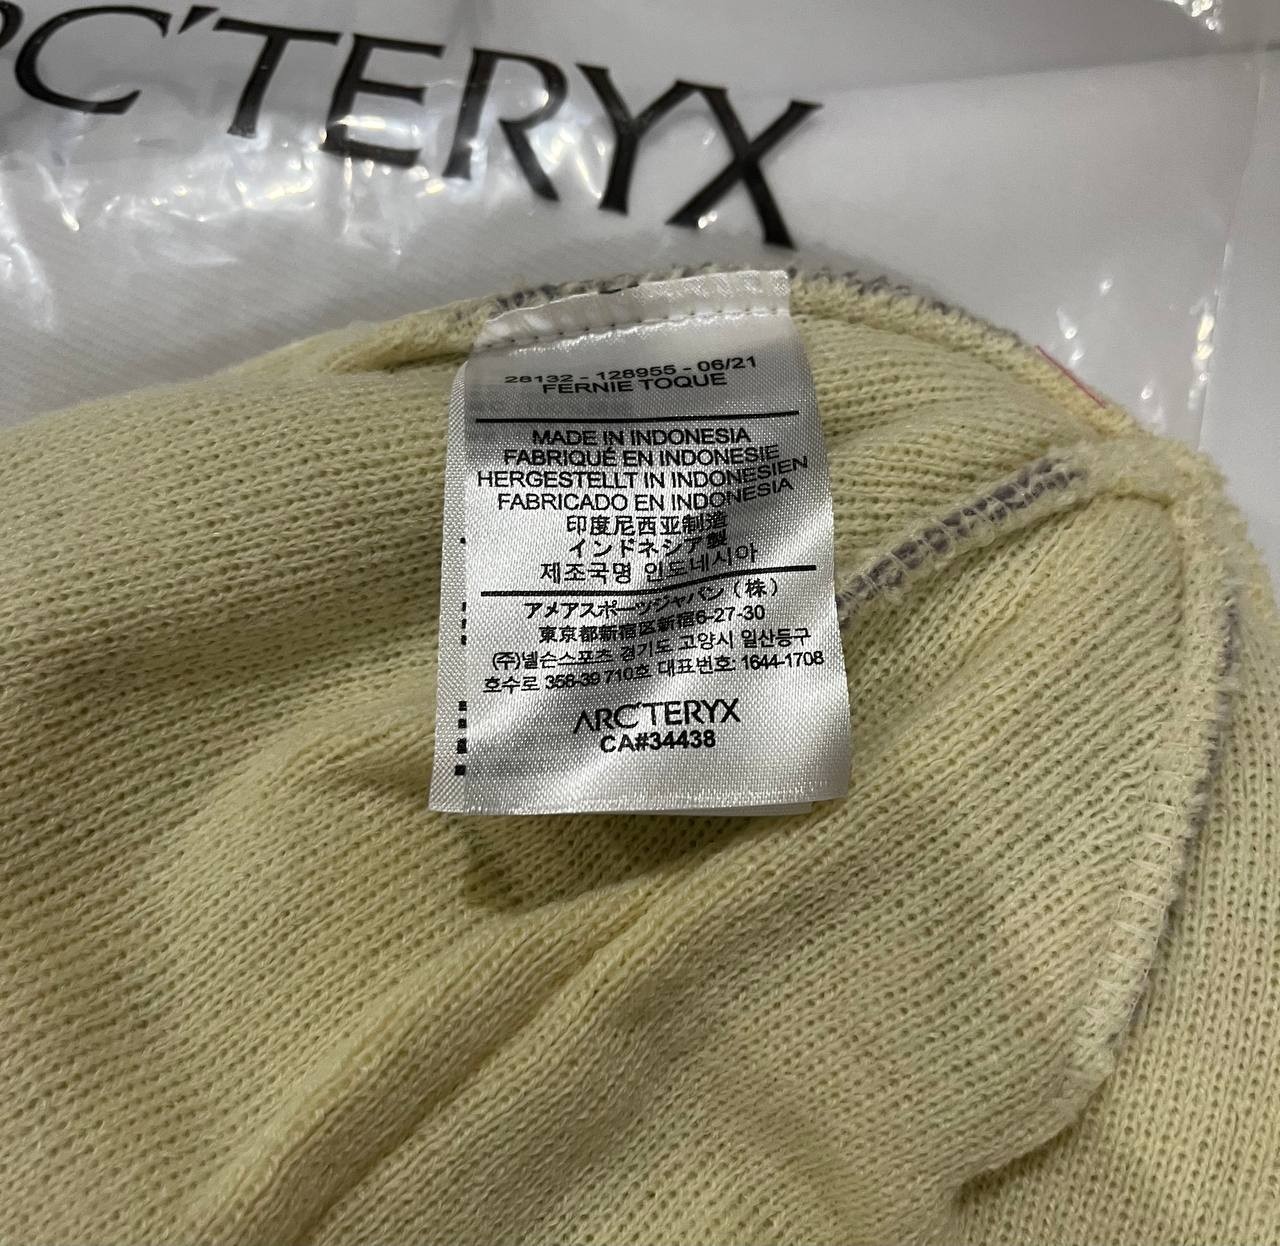 ARC'TERYX
28132 - 128955 - 06/21
FERNIE TOQUE
MADE IN INDONESIA
FABRIQUÉ EN INDONESIE
HERGESTELLT IN INDONESIEN
FABRICADO EN INDONESIA
印度尼西亚制造
インドネシア製
제조국명 인도네시아
アメアスポーツジャパン（株）
東京都新宿区新宿6-27-30
(주)넬슨스포츠 경기도 고양시 일산동구
호수로 358-39 710호 대표번호: 1644-1708
ARC'TERYX
CA#34438